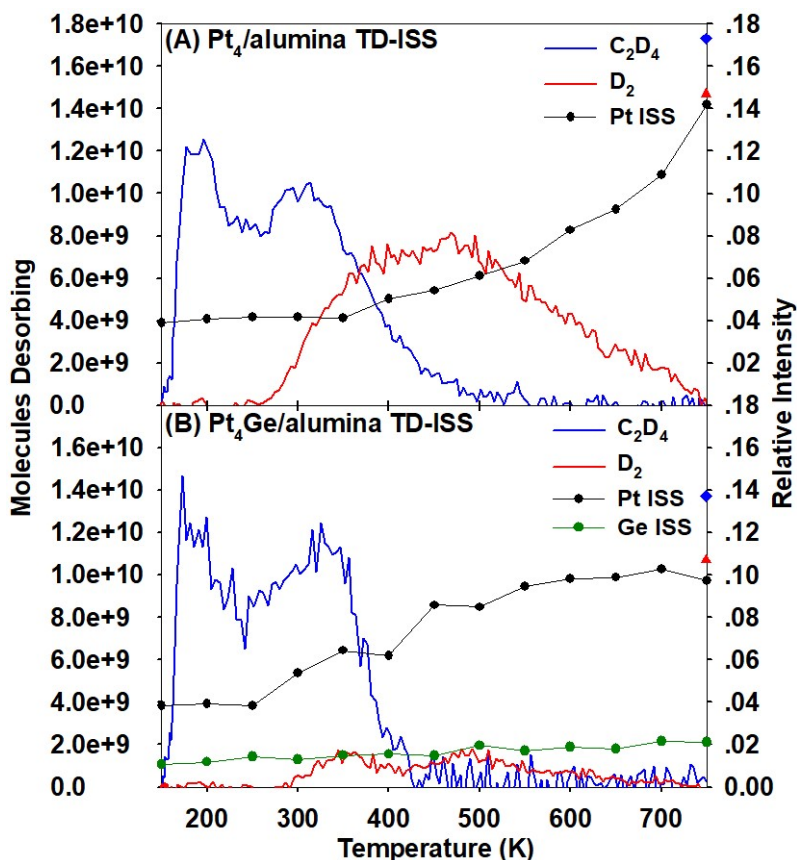 (A) Pt₄/alumina TD-ISS
C₂D₄
D₂
Pt ISS
1.8e+10
1.6e+10
1.4e+10
1.2e+10
1.0e+10
8.0e+9
6.0e+9
4.0e+9
2.0e+9
0.0
.18
.16
.14
.12
.10
.08
.06
.04
.02
.18
Molecules Desorbing
Relative Intensity
(B) Pt₄Ge/alumina TD-ISS
C₂D₄
D₂
Pt ISS
Ge ISS
1.6e+10
1.4e+10
1.2e+10
1.0e+10
8.0e+9
6.0e+9
4.0e+9
2.0e+9
0.0
.16
.14
.12
.10
.08
.06
.04
.02
0.00
200 300 400 500 600 700
Temperature (K)